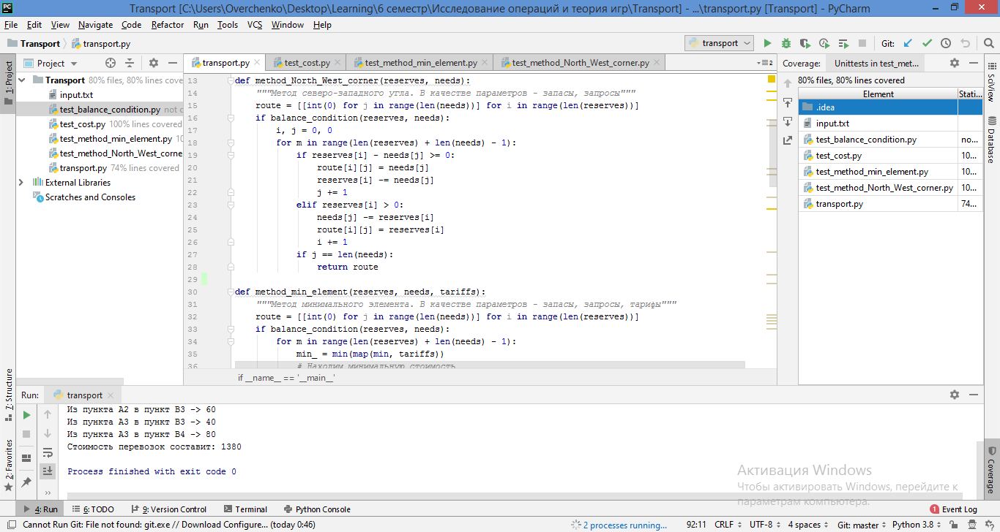 Transport [C:\Users\Overchenko\Desktop\Learning\6 семестр\Исследование операций и теория игр\Transport] - ...\transport.py [Transport] - PyCharm
File Edit View Navigate Code Refactor Run Tools VCS Window Help
Transport transport.py transport Git:
1: Project
Project
Transport 80% files, 80% lines cove
input.txt
test_balance_condition.py not c
test_cost.py 100% lines covered
test_method_min_element.py 10
test_method_North_West_corne
transport.py 74% lines covered
External Libraries
Scratches and Consoles
transport.py test_cost.py test_method_min_element.py test_method_North_West_corner.py 2
13 def method_North_West_corner(reserves, needs):
14 """Метод северо-западного угла. В качестве параметров - запасы, запросы"""
15 route = [[int(0) for j in range(len(needs))] for i in range(len(reserves))]
16 if balance_condition(reserves, needs):
17 i, j = 0, 0
18 for m in range(len(reserves) + len(needs) - 1):
19 if reserves[i] - needs[j] >= 0:
20 route[i][j] = needs[j]
21 reserves[i] -= needs[j]
22 j += 1
23 elif reserves[i] > 0:
24 needs[j] -= reserves[i]
25 route[i][j] = reserves[i]
26 i += 1
27 if j == len(needs):
28 return route
29
30 def method_min_element(reserves, needs, tariffs):
31 """Метод минимального элемента. В качестве параметров - запасы, запросы, тарифы"""
32 route = [[int(0) for j in range(len(needs))] for i in range(len(reserves))]
33 if balance_condition(reserves, needs):
34 for m in range(len(reserves) + len(needs) - 1):
35 min_ = min(map(min, tariffs))
36 # Находим минимальную стоимость
if __name__ == '__main__'
Coverage: Unittests in test_met...
80% files, 80% lines covered
Element Stati...
.idea
input.txt
test_balance_condition.py no...
test_cost.py 10...
test_method_min_element.py 10...
test_method_North_West_corner.py 10...
transport.py 74...
SciView
Database
Coverage
7: Structure
2: Favorites
Run: transport
Из пункта A2 в пункт B3 -> 60
Из пункта A3 в пункт B3 -> 40
Из пункта A3 в пункт B4 -> 80
Стоимость перевозок составит: 1380
Process finished with exit code 0
Активация Windows
Чтобы активировать Windows, перейдите к
параметрам компьютера.
4: Run 6: TODO 9: Version Control Terminal Python Console 1 Event Log
Cannot Run Git: File not found: git.exe // Download Configure... (today 0:46) 2 processes running... 92:11 CRLF UTF-8 4 spaces Git: master Python 3.8